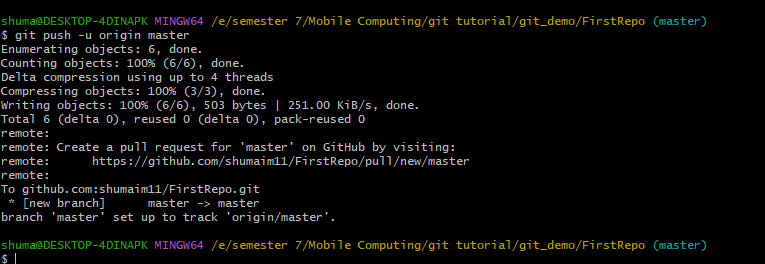 shuma@DESKTOP-4DINAPK MINGW64 /e/semester 7/Mobile Computing/git tutorial/git_demo/FirstRepo (master)
$ git push -u origin master
Enumerating objects: 6, done.
Counting objects: 100% (6/6), done.
Delta compression using up to 4 threads
Compressing objects: 100% (3/3), done.
Writing objects: 100% (6/6), 503 bytes | 251.00 KiB/s, done.
Total 6 (delta 0), reused 0 (delta 0), pack-reused 0
remote:
remote: Create a pull request for 'master' on GitHub by visiting:
remote:      https://github.com/shumaim11/FirstRepo/pull/new/master
remote:
To github.com:shumaim11/FirstRepo.git
 * [new branch]      master -> master
branch 'master' set up to track 'origin/master'.
shuma@DESKTOP-4DINAPK MINGW64 /e/semester 7/Mobile Computing/git tutorial/git_demo/FirstRepo (master)
$